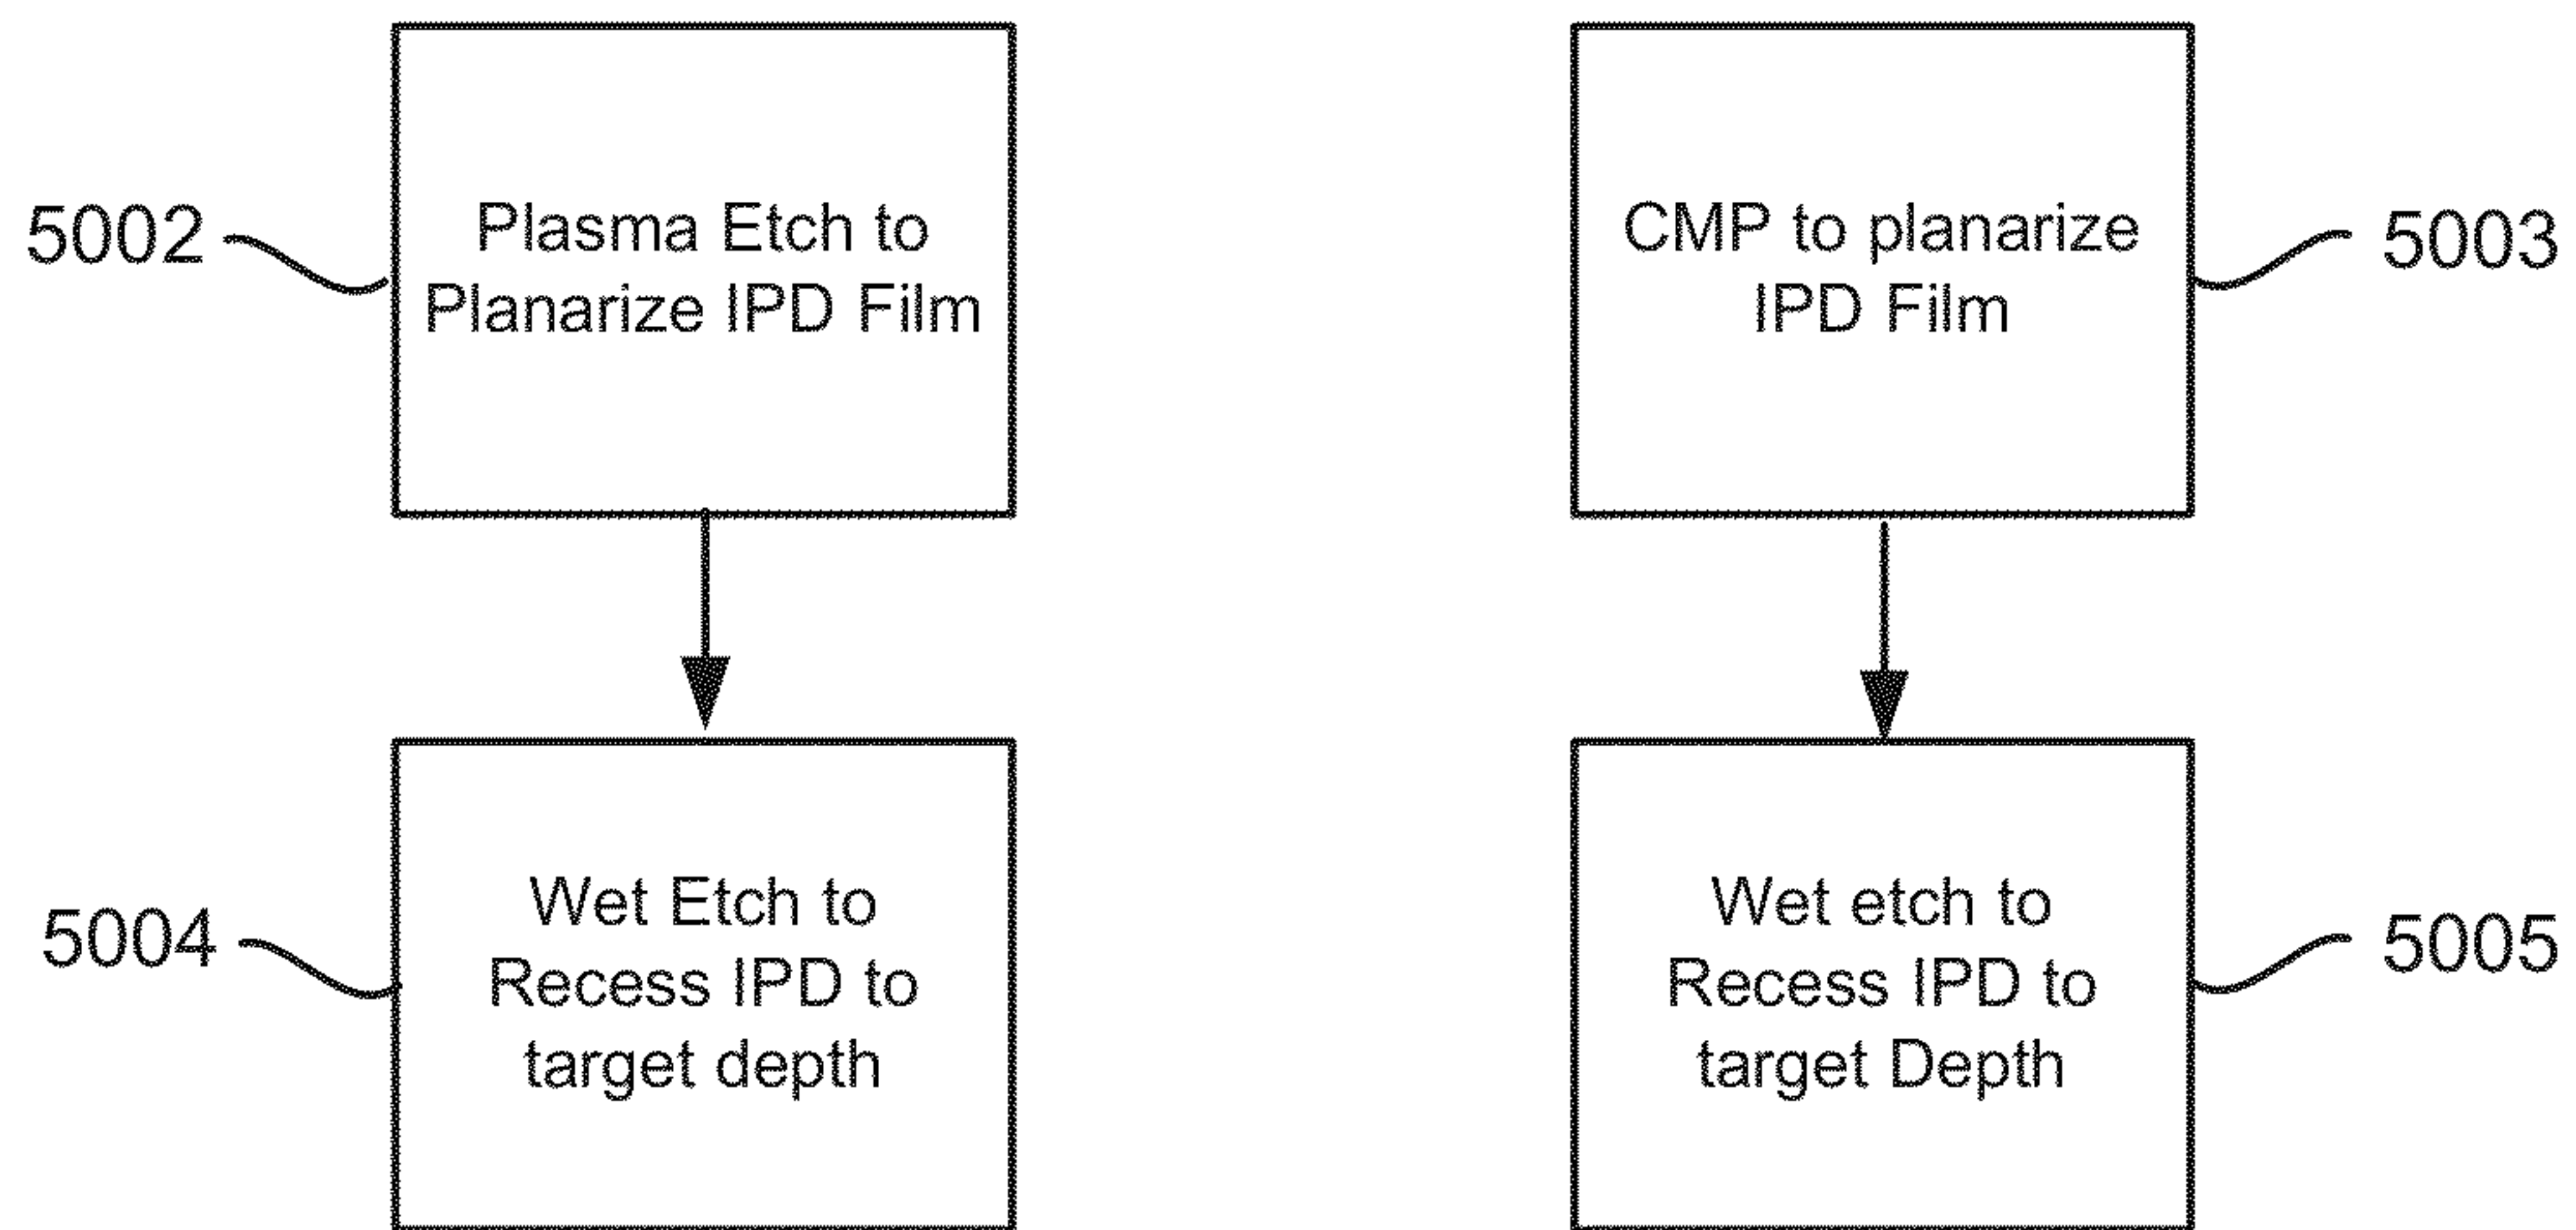 5002
Plasma Etch to
Planarize IPD Film
CMP to planarize
IPD Film
5003
5004
Wet Etch to
Recess IPD to
target depth
Wet etch to
Recess IPD to
target Depth
5005